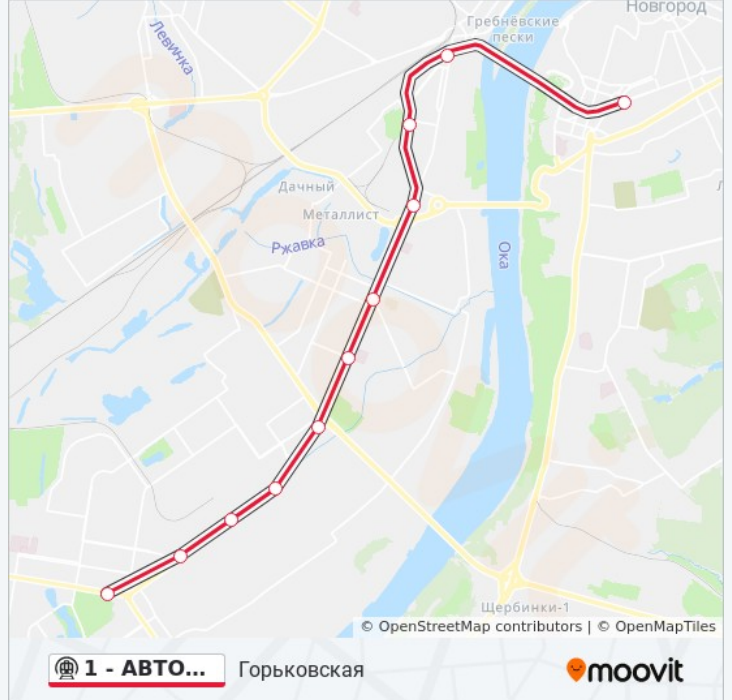 Новгород
Гребнёвские
пески
Левинка
Дачный
Металлист
Ржавка
Ока
Щербинки-1
© OpenStreetMap contributors | © OpenMapTiles
1 - АВТО...
Горьковская
moovit